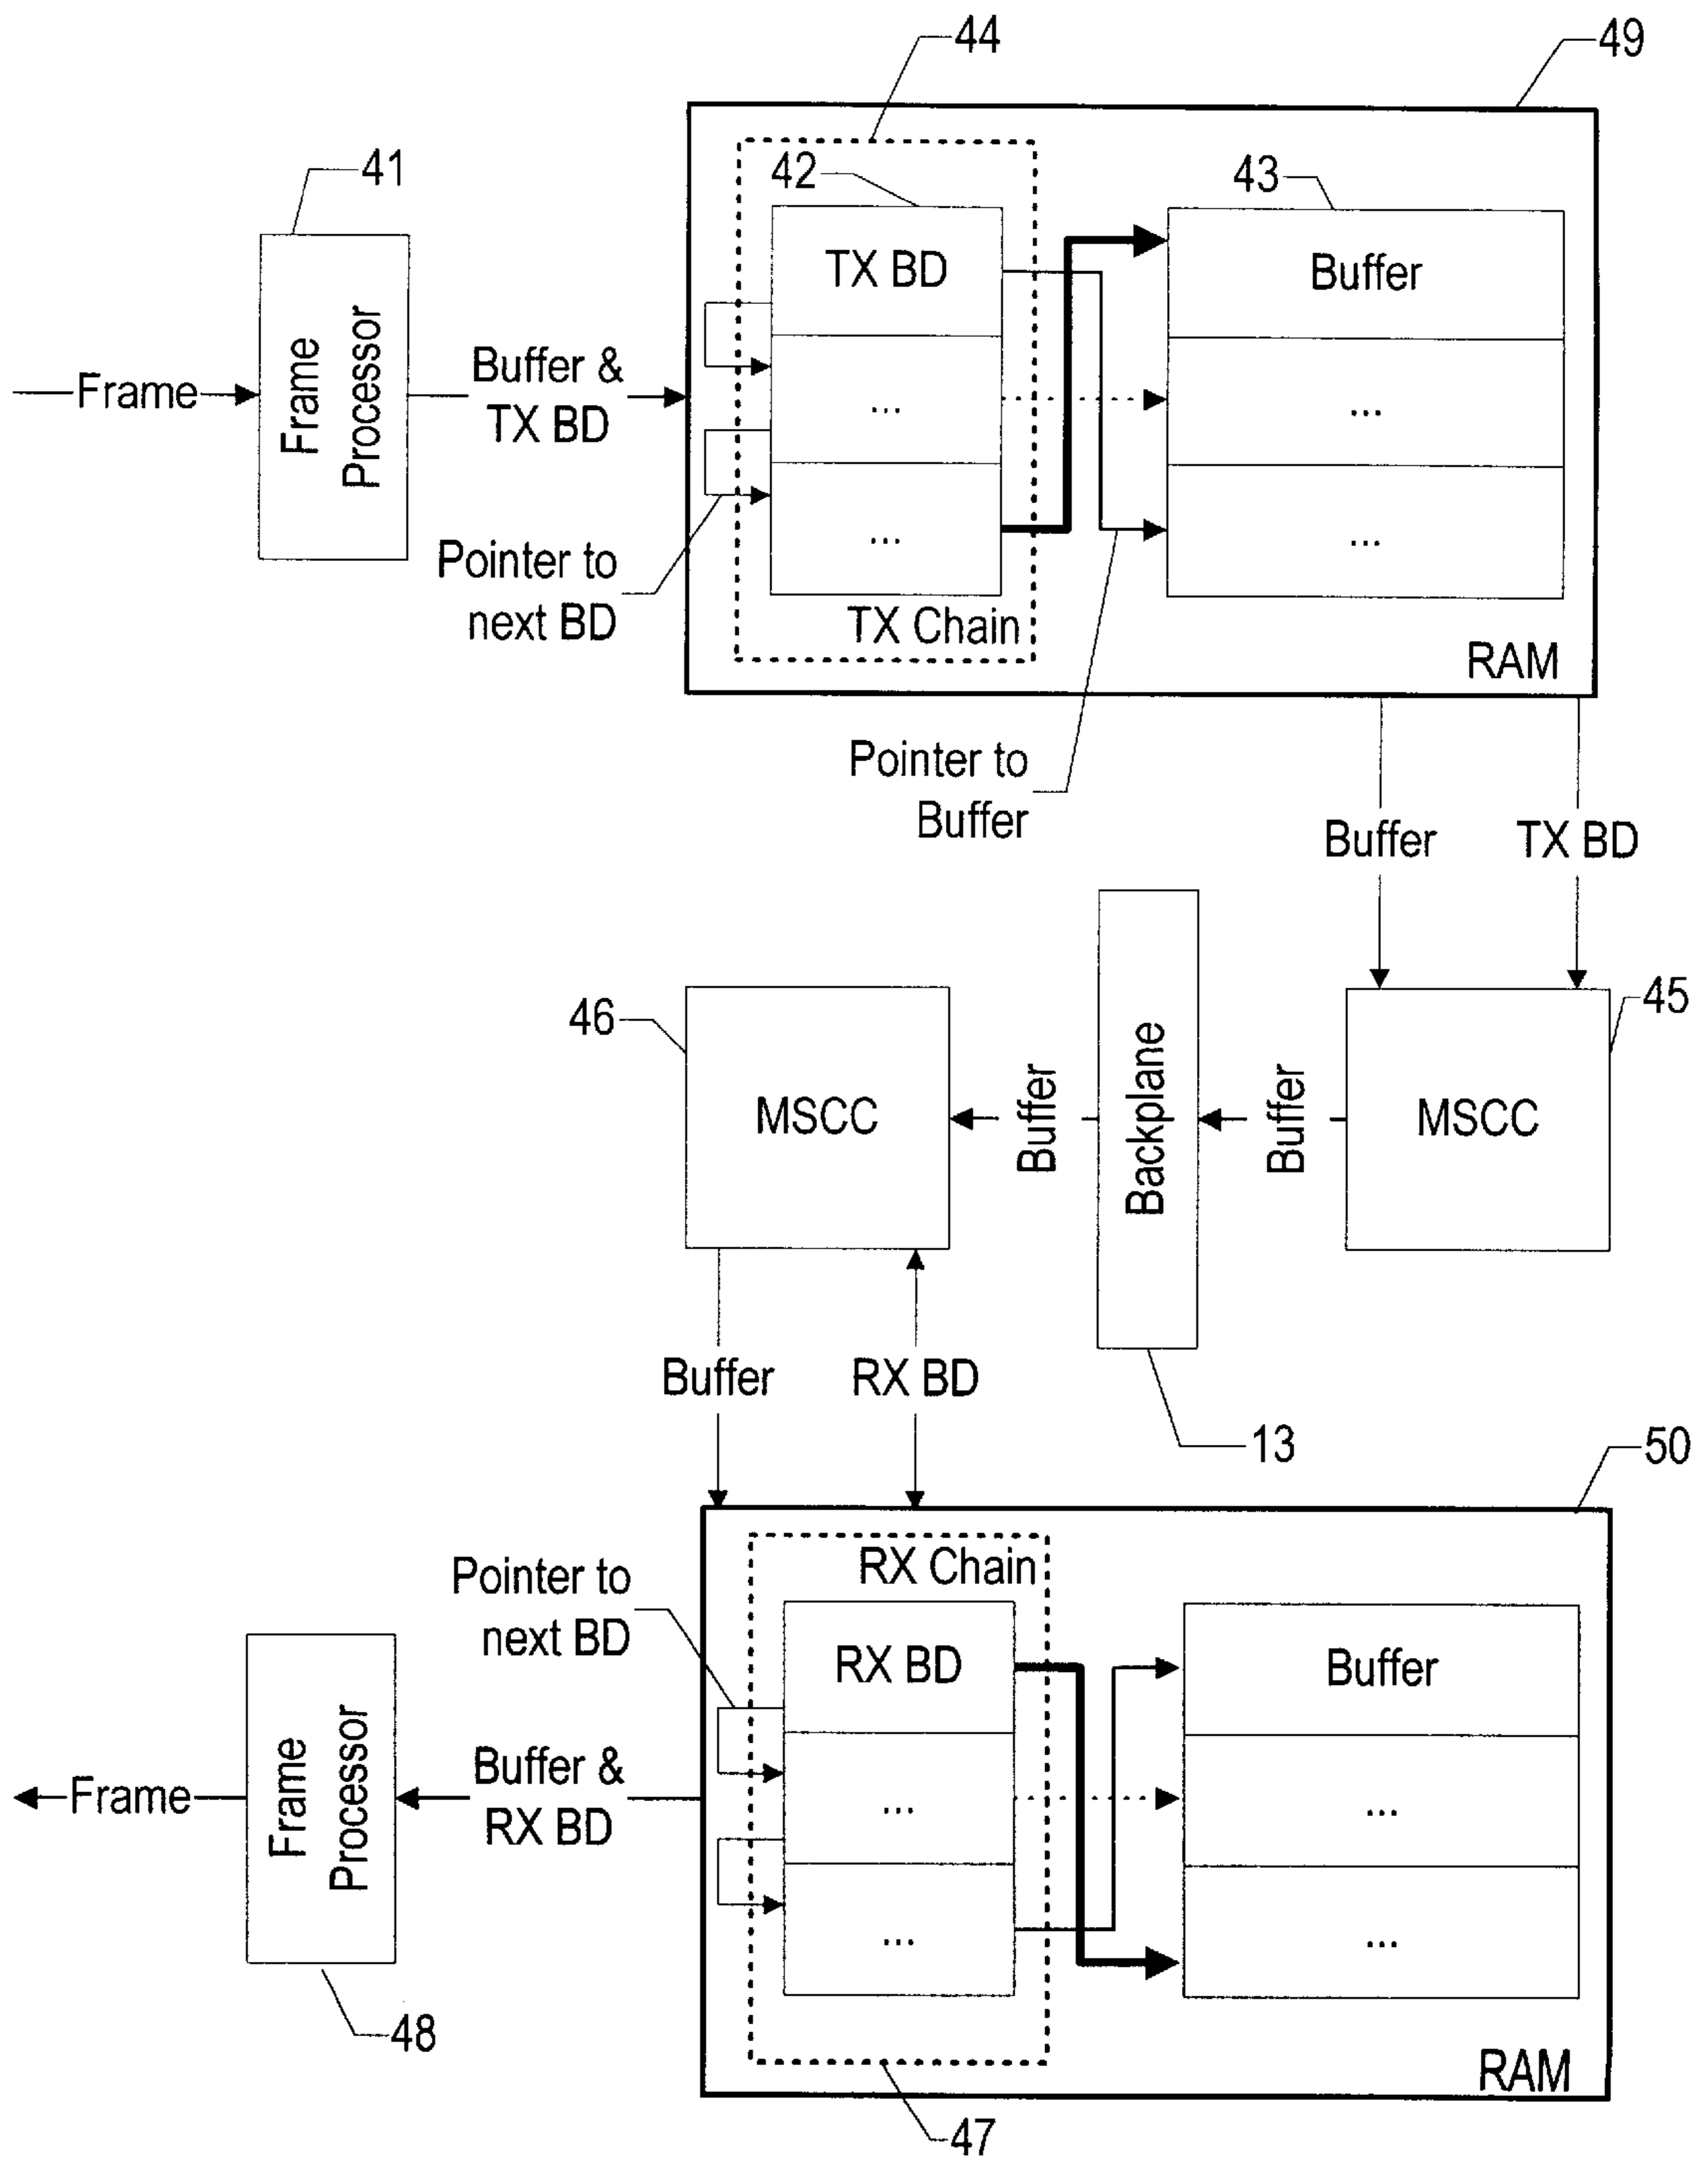 44
49
41
42
43
TX BD
Buffer
Frame
Frame
Processor
Buffer &
TX BD
...
...
...
...
Pointer to
next BD
TX Chain
RAM
Pointer to
Buffer
Buffer
TX BD
46
45
MSCC
Buffer
Backplane
Buffer
MSCC
Buffer
RX BD
13
50
Pointer to
next BD
RX Chain
RX BD
Buffer
Frame
Frame
Processor
Buffer &
RX BD
...
...
...
...
48
RAM
47